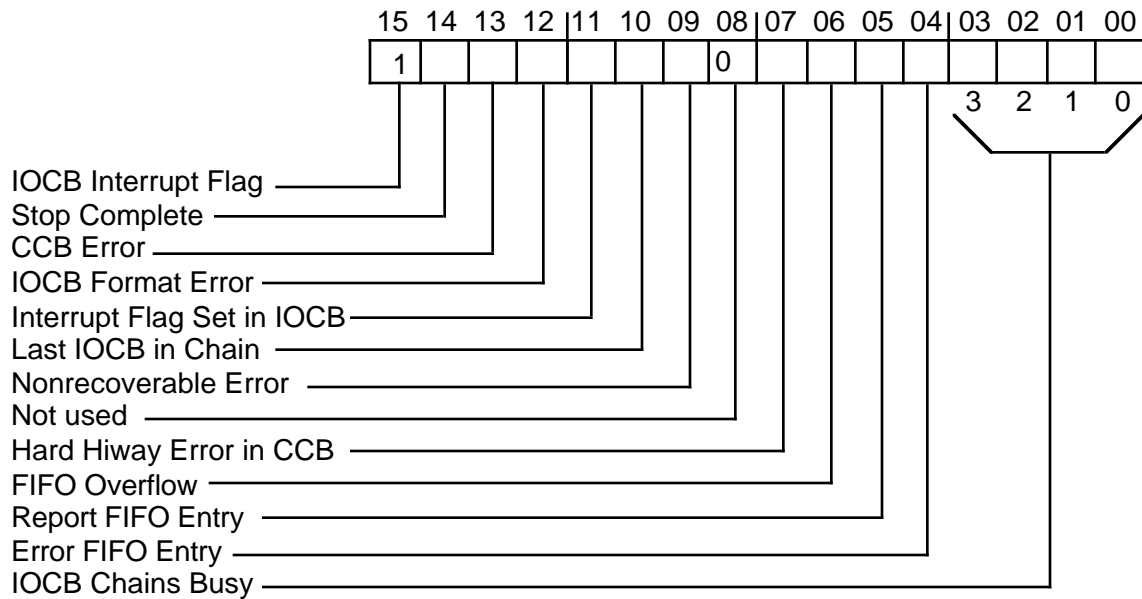 15 14 13 12 11 10 09 08 07 06 05 04 03 02 01 00
1 0
3 2 1 0
IOCB Interrupt Flag
Stop Complete
CCB Error
IOCB Format Error
Interrupt Flag Set in IOCB
Last IOCB in Chain
Nonrecoverable Error
Not used
Hard Hiway Error in CCB
FIFO Overflow
Report FIFO Entry
Error FIFO Entry
IOCB Chains Busy